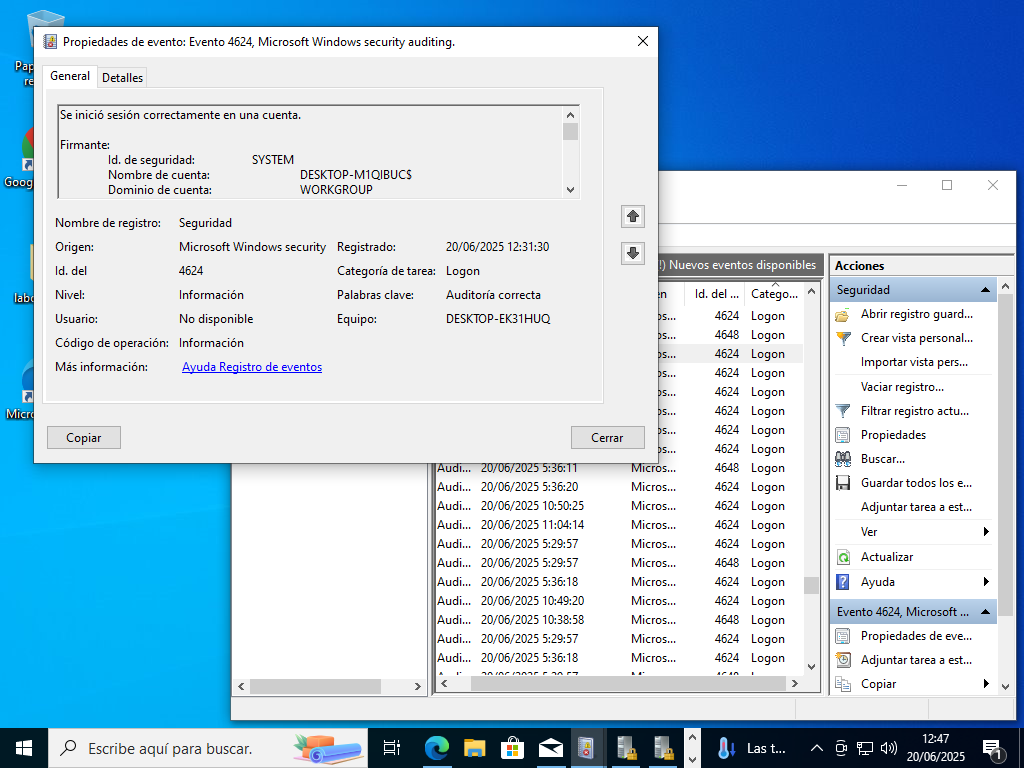 Propiedades de evento: Evento 4624, Microsoft Windows security auditing.
General
Detalles
Se inició sesión correctamente en una cuenta.
Firmante:
Id. de seguridad: SYSTEM
Nombre de cuenta: DESKTOP-M1QIBUC$
Dominio de cuenta: WORKGROUP
Nombre de registro: Seguridad
Origen: Microsoft Windows security Registrado: 20/06/2025 12:31:30
Id. del 4624 Categoría de tarea: Logon
Nivel: Información Palabras clave: Auditoría correcta
Usuario: No disponible Equipo: DESKTOP-EK31HUQ
Código de operación: Información
Más información: Ayuda Registro de eventos
Copiar
Cerrar
Pap
re
Goog
labo
Micro
!) Nuevos eventos disponibles
en Id. del ... Catego...
os... 4624 Logon
os... 4648 Logon
os... 4624 Logon
os... 4624 Logon
os... 4624 Logon
os... 4624 Logon
os... 4624 Logon
os... 4624 Logon
Audi... 20/06/2025 5:36:11 Micros... 4648 Logon
Audi... 20/06/2025 5:36:20 Micros... 4624 Logon
Audi... 20/06/2025 10:50:25 Micros... 4624 Logon
Audi... 20/06/2025 11:04:14 Micros... 4624 Logon
Audi... 20/06/2025 5:29:57 Micros... 4624 Logon
Audi... 20/06/2025 5:29:57 Micros... 4648 Logon
Audi... 20/06/2025 5:36:18 Micros... 4624 Logon
Audi... 20/06/2025 10:49:20 Micros... 4624 Logon
Audi... 20/06/2025 10:38:58 Micros... 4648 Logon
Audi... 20/06/2025 5:29:57 Micros... 4624 Logon
Audi... 20/06/2025 5:36:18 Micros... 4624 Logon
Acciones
Seguridad
Abrir registro guard...
Crear vista personal...
Importar vista pers...
Vaciar registro...
Filtrar registro actu...
Propiedades
Buscar...
Guardar todos los e...
Adjuntar tarea a est...
Ver
Actualizar
Ayuda
Evento 4624, Microsoft ...
Propiedades de eve...
Adjuntar tarea a est...
Copiar
Escribe aquí para buscar.
Las t...
12:47
20/06/2025
1